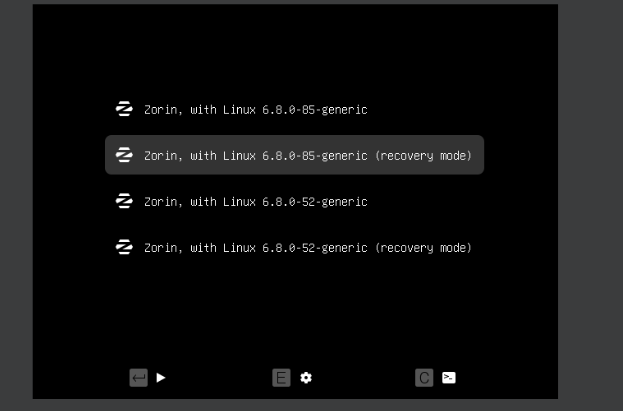 Zorin, with Linux 6.8.0-85-generic
Zorin, with Linux 6.8.0-85-generic (recovery mode)
Zorin, with Linux 6.8.0-52-generic
Zorin, with Linux 6.8.0-52-generic (recovery mode)
E C